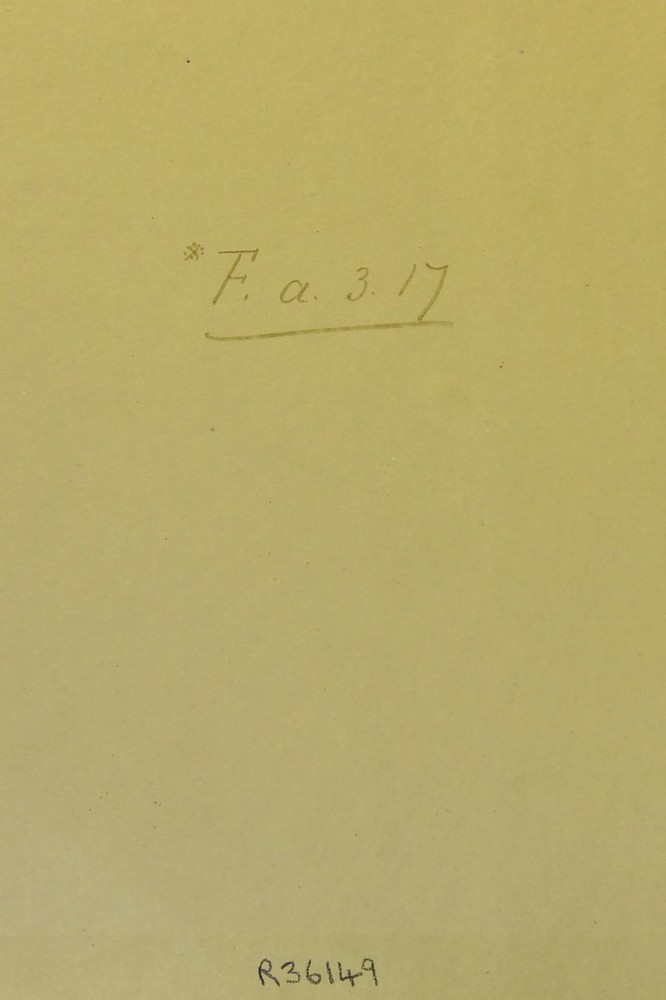 ※ F. a. 3. 17
R36149